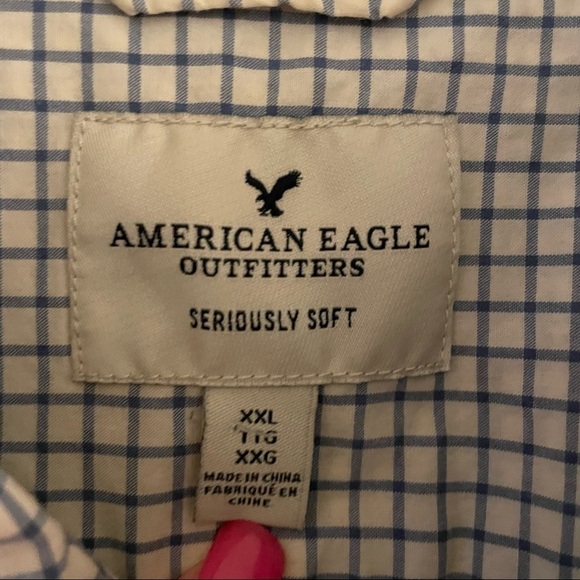 AMERICAN EAGLE
OUTFITTERS
SERIOUSLY SOFT
XXL
TTG
XXG
MADE IN CHINA
FABRIQUÉ EN
CHINE